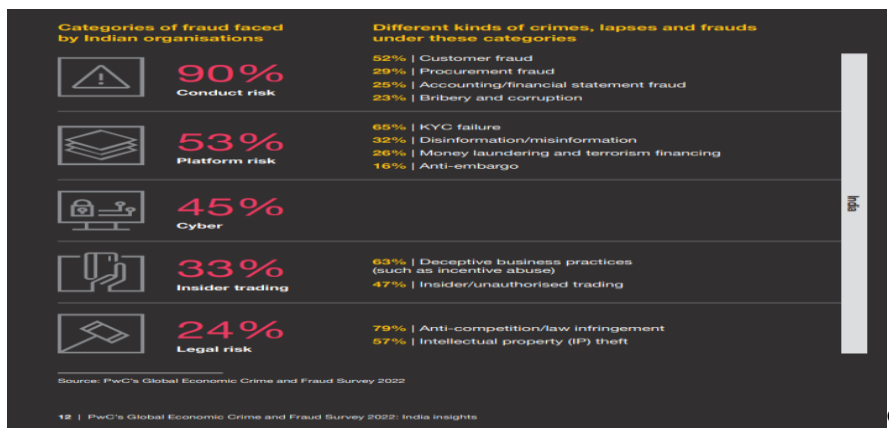 Categories of fraud faced
by Indian organisations
Different kinds of crimes, lapses and frauds
under these categories
90%
Conduct risk
52% | Customer fraud
29% | Procurement fraud
25% | Accounting/financial statement fraud
23% | Bribery and corruption
53%
Platform risk
65% | KYC failure
32% | Disinformation/misinformation
26% | Money laundering and terrorism financing
16% | Anti-embargo
45%
Cyber
33%
Insider trading
63% | Deceptive business practices
(such as incentive abuse)
47% | Insider/unauthorised trading
24%
Legal risk
79% | Anti-competition/law infringement
57% | Intellectual property (IP) theft
India
Source: PwC's Global Economic Crime and Fraud Survey 2022
12 | PwC's Global Economic Crime and Fraud Survey 2022: India insights